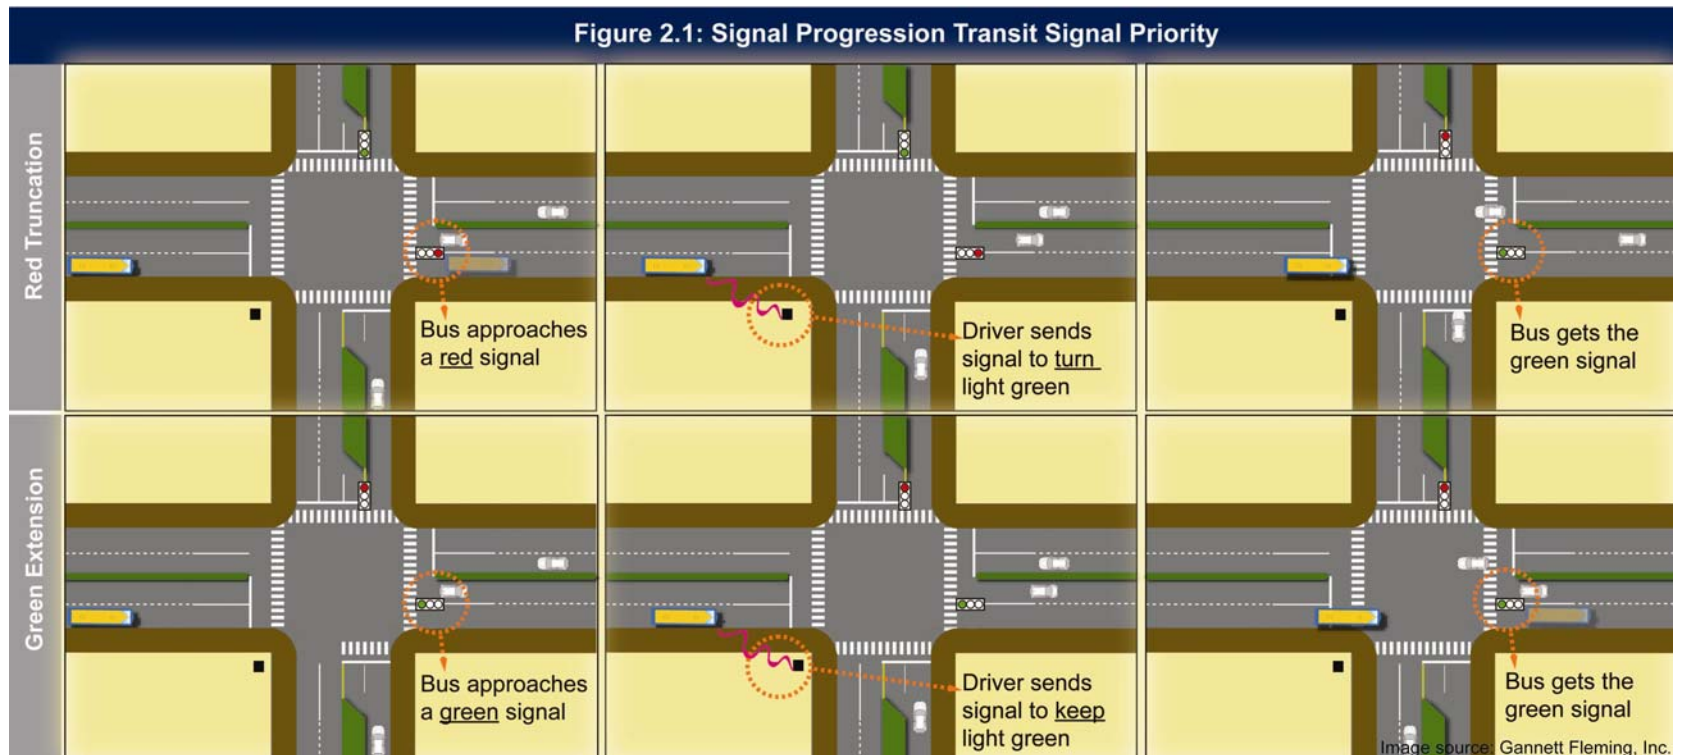 Figure 2.1: Signal Progression Transit Signal Priority
Red Truncation
Bus approaches
a red signal
Driver sends
signal to turn
light green
Bus gets the
green signal
Green Extension
Bus approaches
a green signal
Driver sends
signal to keep
light green
Bus gets the
green signal
Image source: Gannett Fleming, Inc.